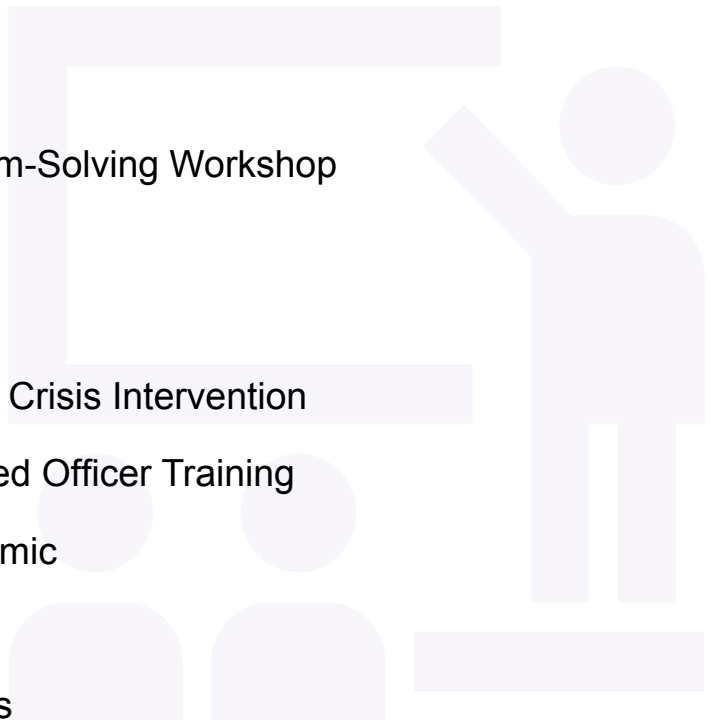 m-Solving Workshop
Crisis Intervention
ed Officer Training
mic
s